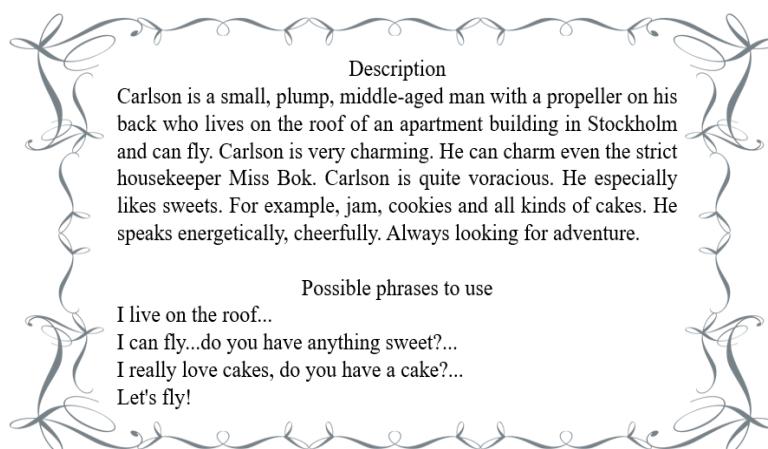 Description
Carlson is a small, plump, middle-aged man with a propeller on his
back who lives on the roof of an apartment building in Stockholm
and can fly. Carlson is very charming. He can charm even the strict
housekeeper Miss Bok. Carlson is quite voracious. He especially
likes sweets. For example, jam, cookies and all kinds of cakes. He
speaks energetically, cheerfully. Always looking for adventure.
Possible phrases to use
I live on the roof...
I can fly...do you have anything sweet?...
I really love cakes, do you have a cake?...
Let's fly!